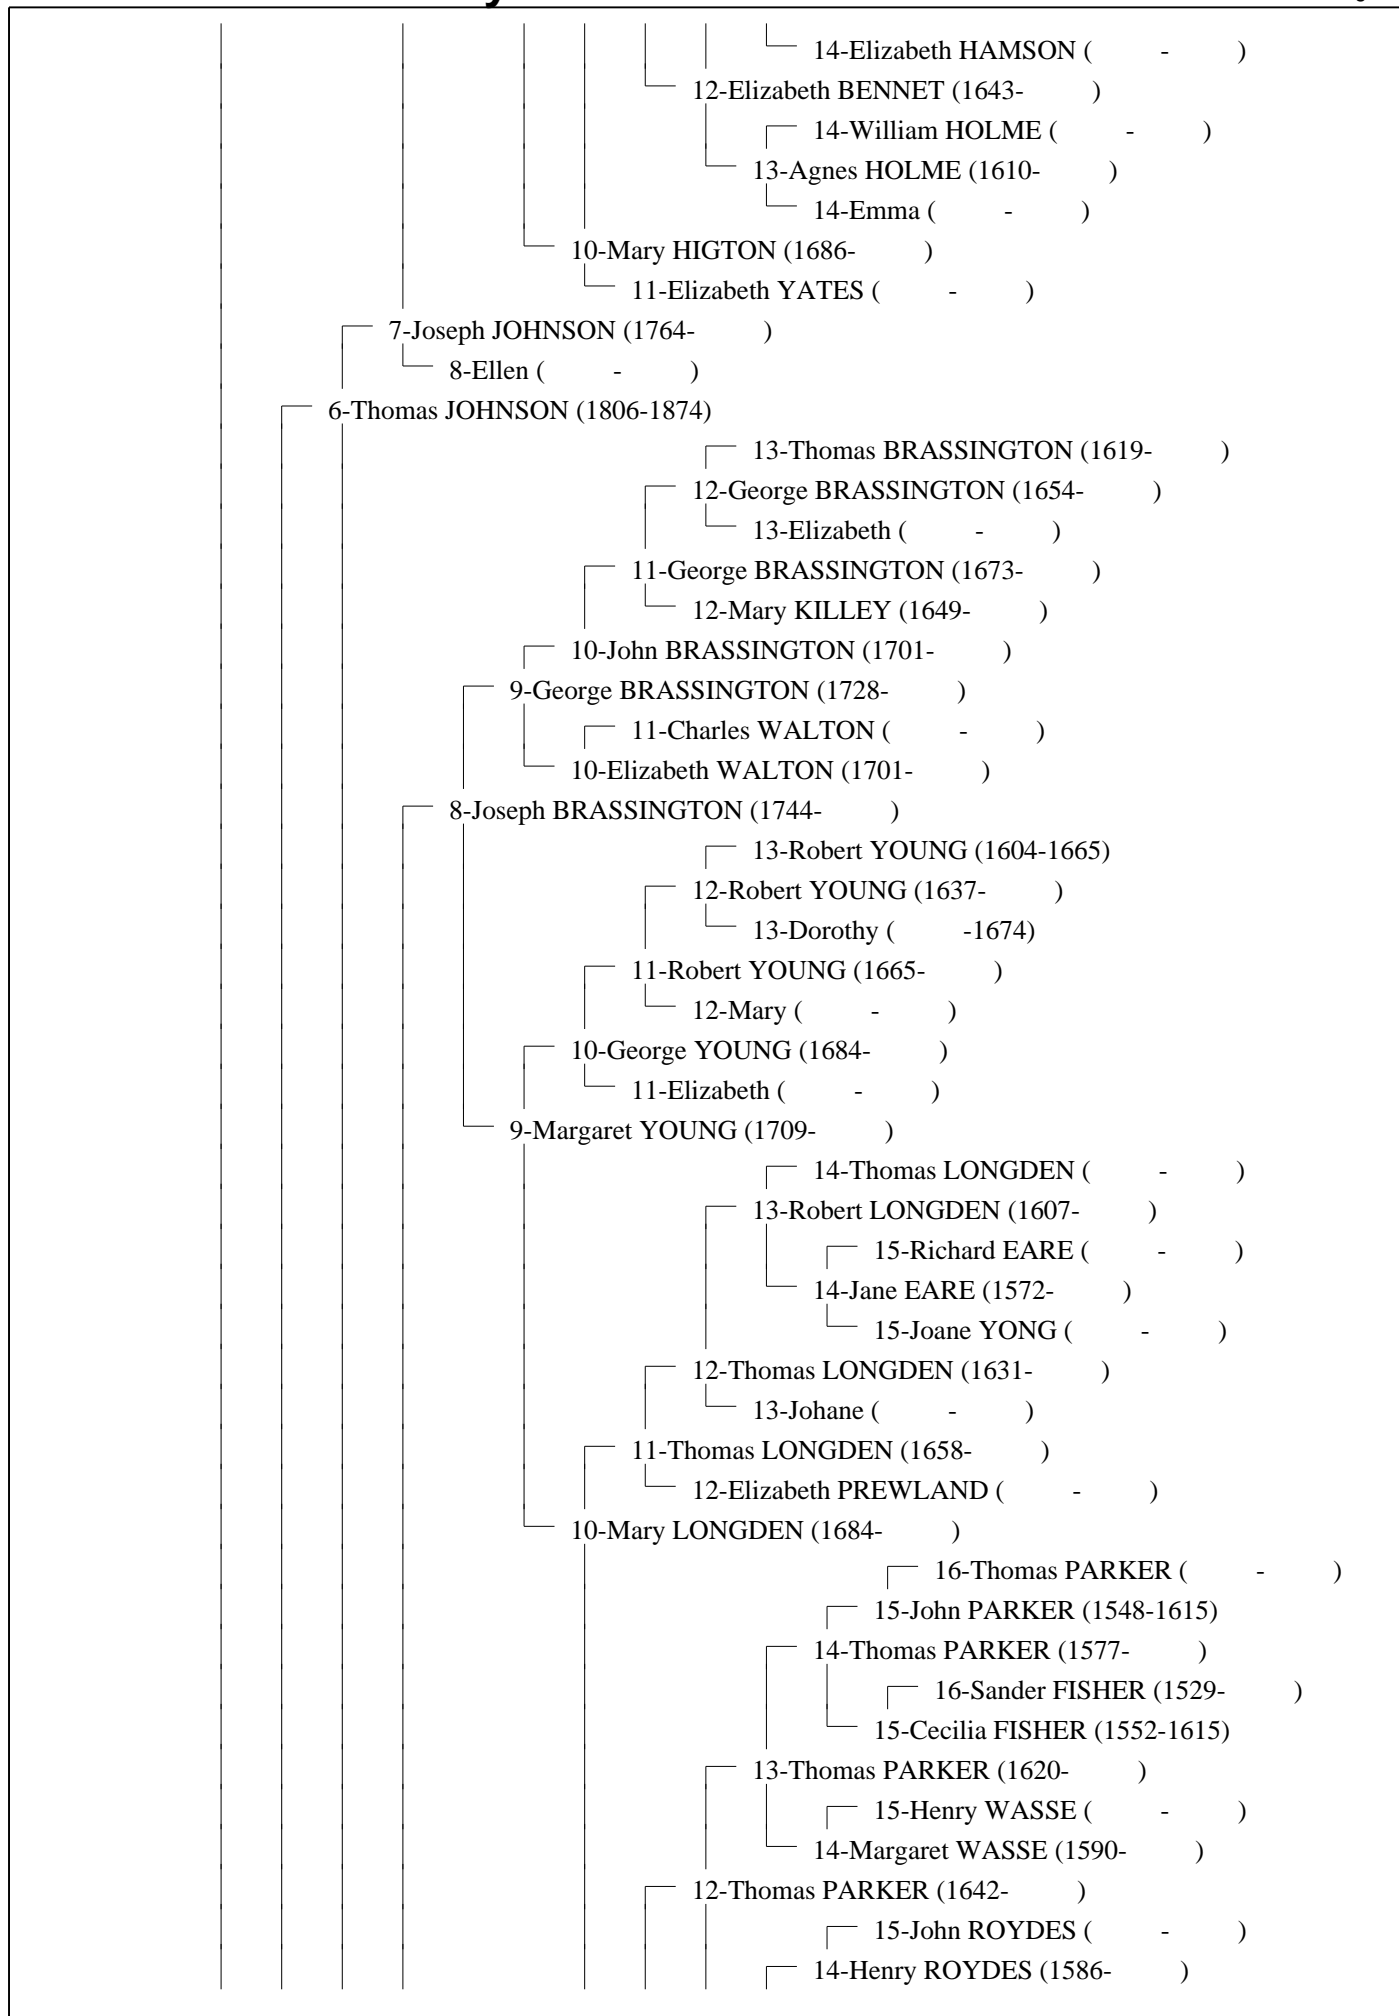 14-Elizabeth HAMSON ( - )
12-Elizabeth BENNET (1643- )
14-William HOLME ( - )
13-Agnes HOLME (1610- )
14-Emma ( - )
10-Mary HIGTON (1686- )
11-Elizabeth YATES ( - )
7-Joseph JOHNSON (1764- )
8-Ellen ( - )
6-Thomas JOHNSON (1806-1874)
13-Thomas BRASSINGTON (1619- )
12-George BRASSINGTON (1654- )
13-Elizabeth ( - )
11-George BRASSINGTON (1673- )
12-Mary KILLEY (1649- )
10-John BRASSINGTON (1701- )
9-George BRASSINGTON (1728- )
11-Charles WALTON ( - )
10-Elizabeth WALTON (1701- )
8-Joseph BRASSINGTON (1744- )
13-Robert YOUNG (1604-1665)
12-Robert YOUNG (1637- )
13-Dorothy ( -1674)
11-Robert YOUNG (1665- )
12-Mary ( - )
10-George YOUNG (1684- )
11-Elizabeth ( - )
9-Margaret YOUNG (1709- )
14-Thomas LONGDEN ( - )
13-Robert LONGDEN (1607- )
15-Richard EARE ( - )
14-Jane EARE (1572- )
15-Joane YONG ( - )
12-Thomas LONGDEN (1631- )
13-Johane ( - )
11-Thomas LONGDEN (1658- )
12-Elizabeth PREWLAND ( - )
10-Mary LONGDEN (1684- )
16-Thomas PARKER ( - )
15-John PARKER (1548-1615)
14-Thomas PARKER (1577- )
16-Sander FISHER (1529- )
15-Cecilia FISHER (1552-1615)
13-Thomas PARKER (1620- )
15-Henry WASSE ( - )
14-Margaret WASSE (1590- )
12-Thomas PARKER (1642- )
15-John ROYDES ( - )
14-Henry ROYDES (1586- )